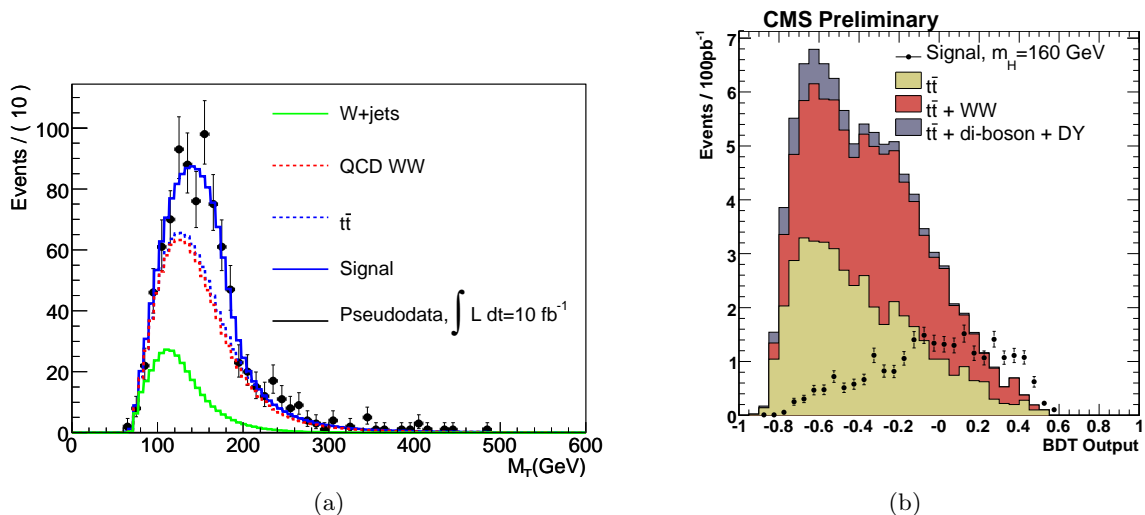 Events / ( 10 )
100
80
60
40
20
0
0 100 200 300 400 500 600
M_T(GeV)
W+jets
QCD WW
tt̄
Signal
Pseudodata, ∫ L dt=10 fb⁻¹
(a)
CMS Preliminary
Events / 100pb⁻¹
7
6
5
4
3
2
1
0
-1 -0.8 -0.6 -0.4 -0.2 -0 0.2 0.4 0.6 0.8 1
BDT Output
Signal, m_H=160 GeV
tt̄
tt̄ + WW
tt̄ + di-boson + DY
(b)